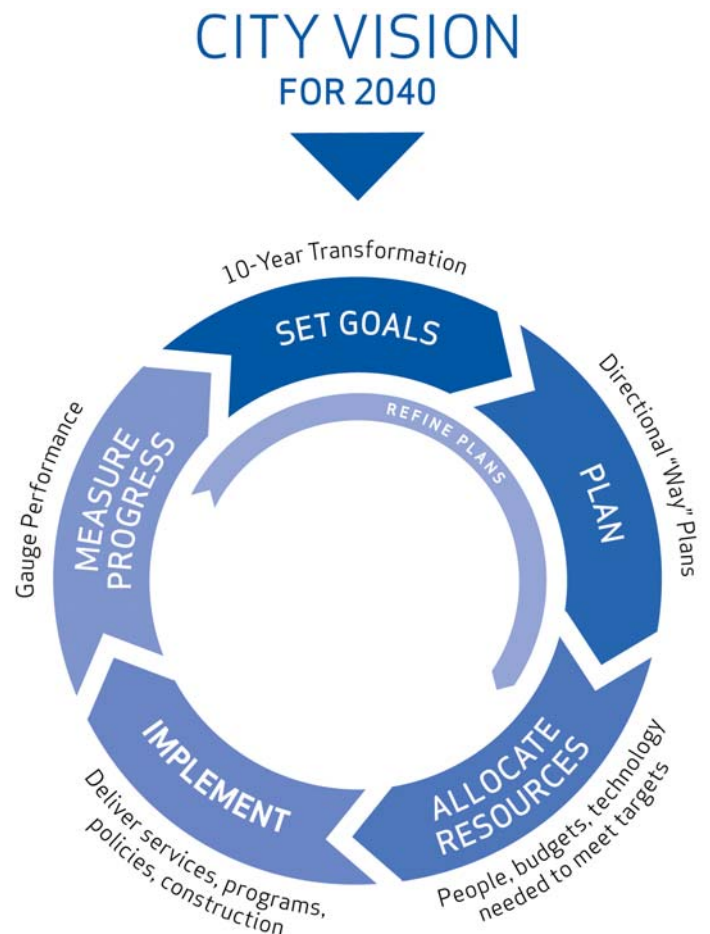 CITY VISION
FOR 2040
10-Year Transformation
SET GOALS
REFINE PLANS
Directional “Way” Plans
PLAN
ALLOCATE
RESOURCES
People, budgets, technology
needed to meet targets
IMPLEMENT
Deliver services, programs,
policies, construction
MEASURE
PROGRESS
Gauge Performance